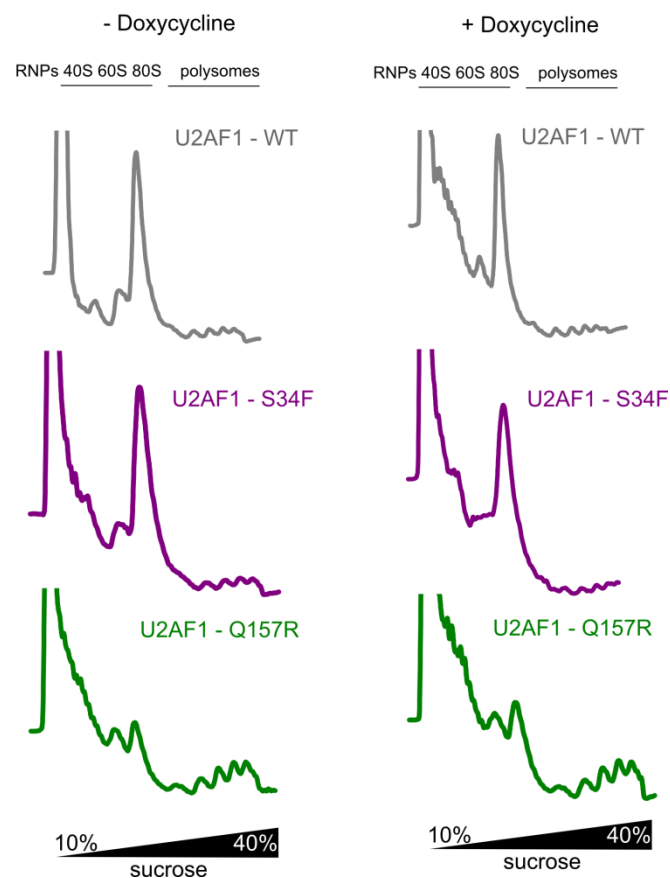 - Doxycycline
+ Doxycycline
RNPs 40S 60S 80S polysomes
RNPs 40S 60S 80S polysomes
U2AF1 - WT
U2AF1 - WT
U2AF1 - S34F
U2AF1 - S34F
U2AF1 - Q157R
U2AF1 - Q157R
10% 40%
10% 40%
sucrose
sucrose